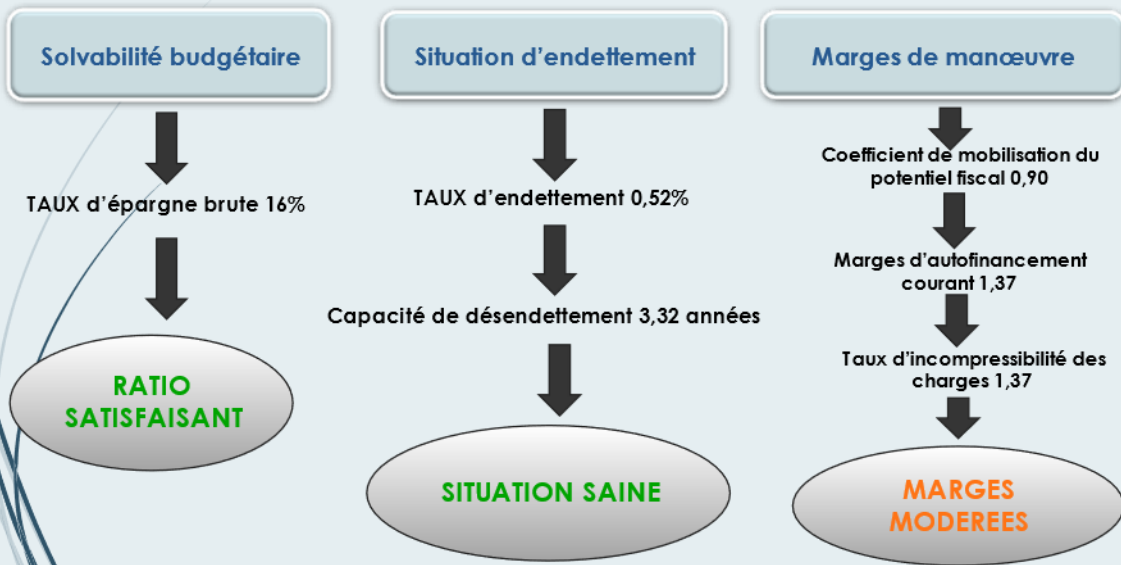 Solvabilité budgétaire
TAUX d'épargne brute 16%
RATIO
SATISFAISANT
Situation d'endettement
TAUX d'endettement 0,52%
Capacité de désendettement 3,32 années
SITUATION SAINE
Marges de manœuvre
Coefficient de mobilisation du
potentiel fiscal 0,90
Marges d'autofinancement
courant 1,37
Taux d'incompressibilité des
charges 1,37
MARGES
MODEREES